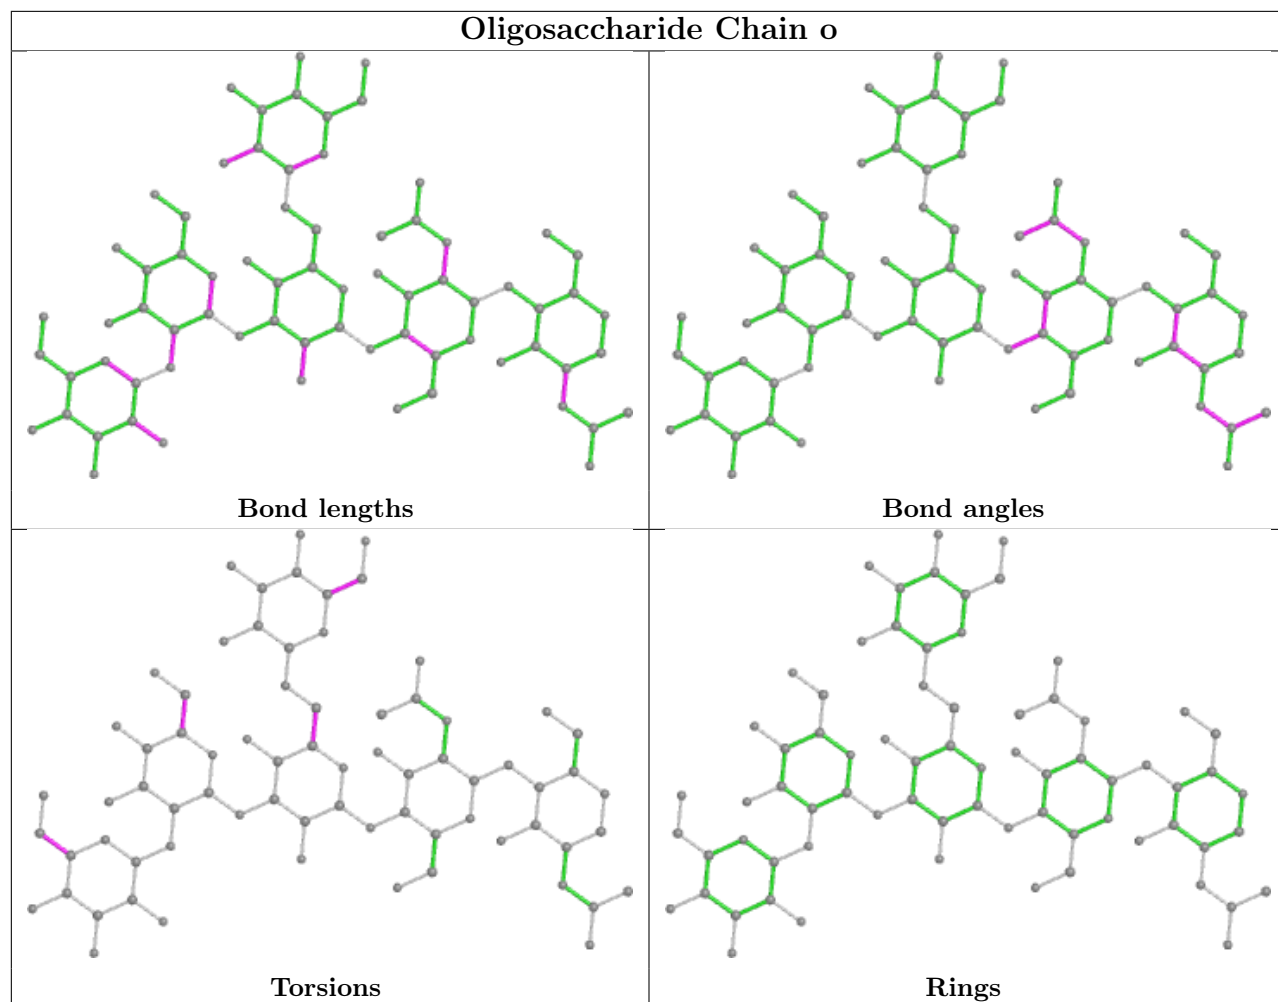 Oligosaccharide Chain o
Bond lengths
Bond angles
Torsions
Rings